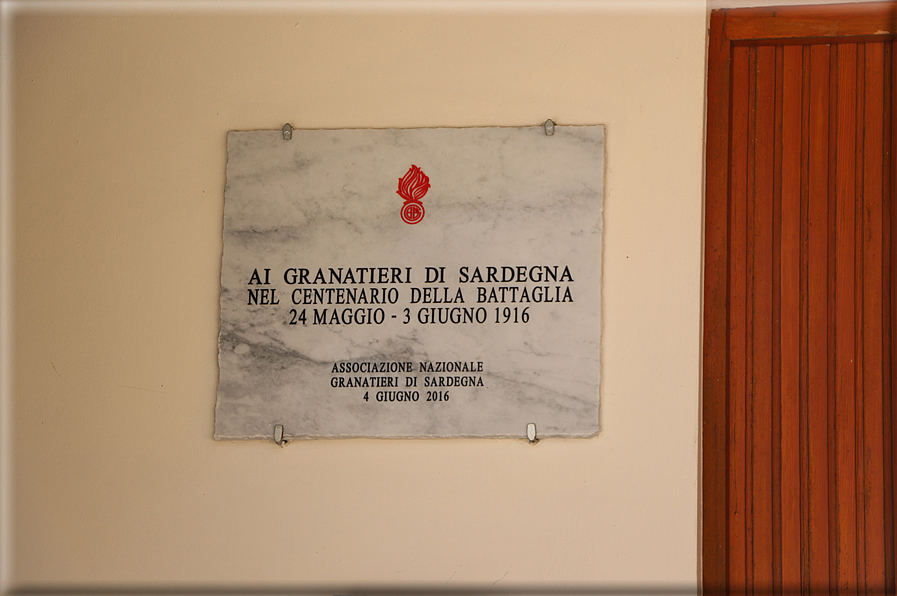 AI GRANATIERI DI SARDEGNA
NEL CENTENARIO DELLA BATTAGLIA
24 MAGGIO - 3 GIUGNO 1916
ASSOCIAZIONE NAZIONALE
GRANATIERI DI SARDEGNA
4 GIUGNO 2016